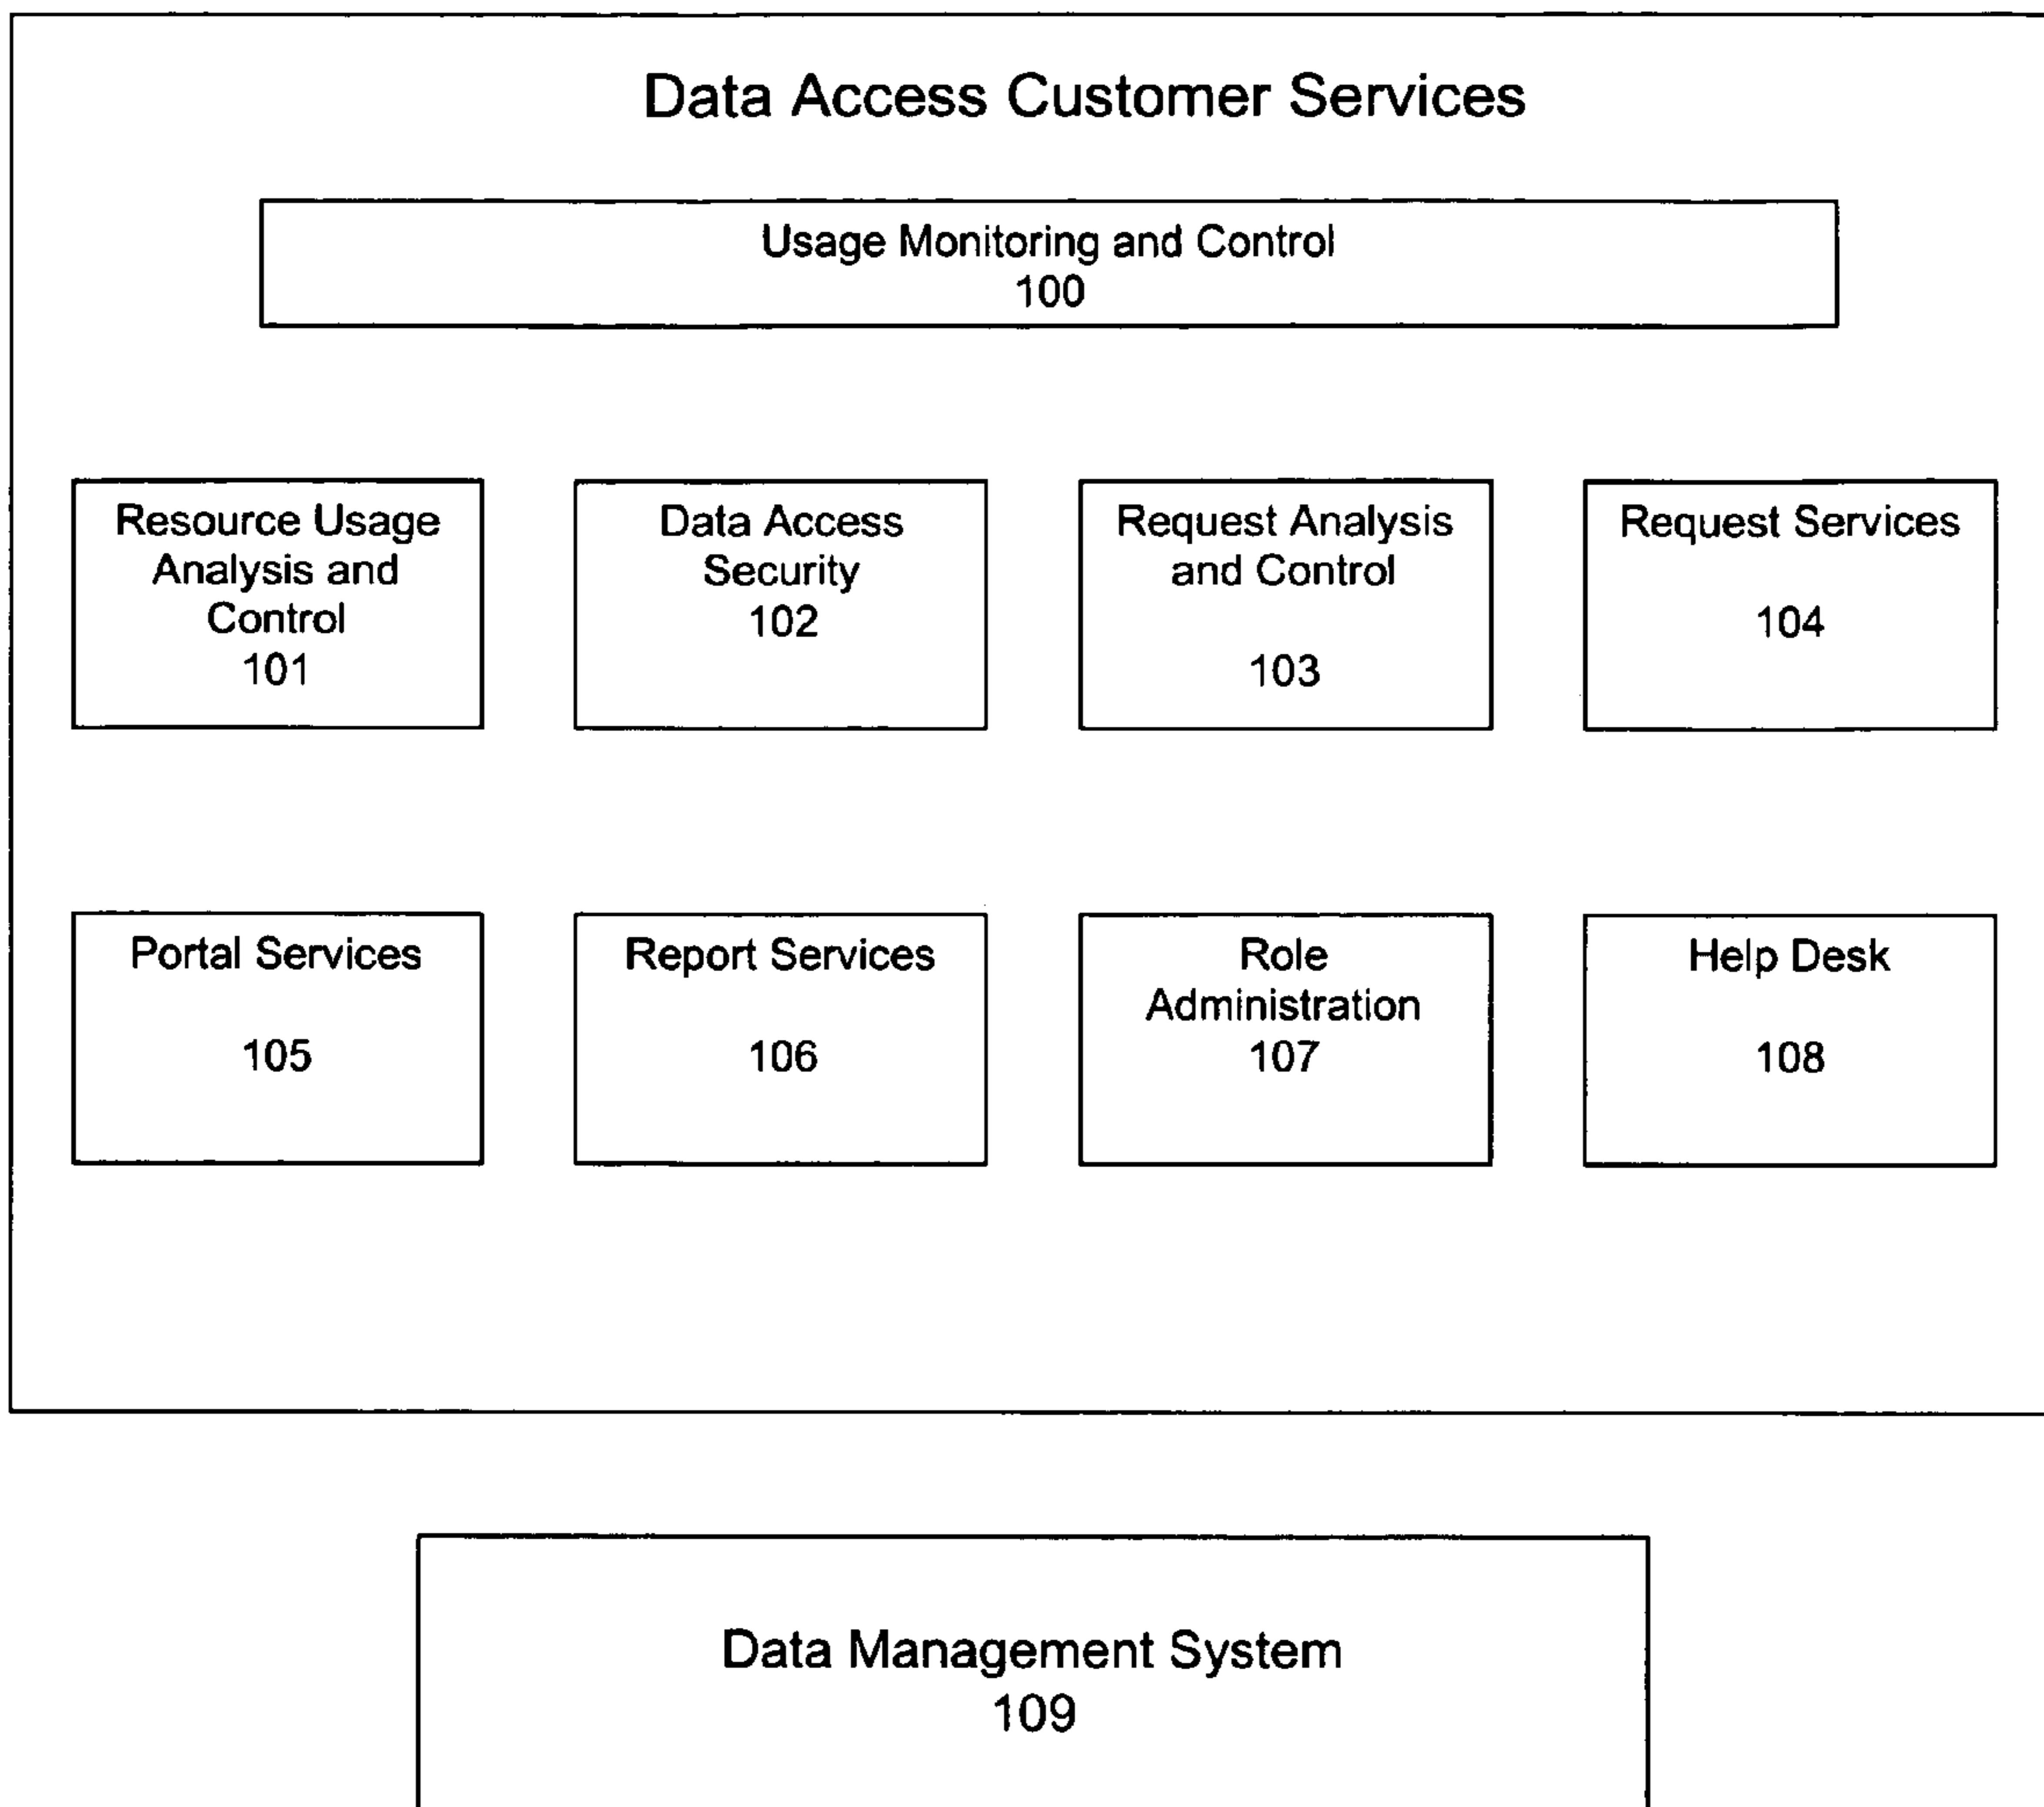 Data Access Customer Services
Usage Monitoring and Control
100
Resource Usage
Analysis and
Control
101
Data Access
Security
102
Request Analysis
and Control
103
Request Services
104
Portal Services
105
Report Services
106
Role
Administration
107
Help Desk
108
Data Management System
109